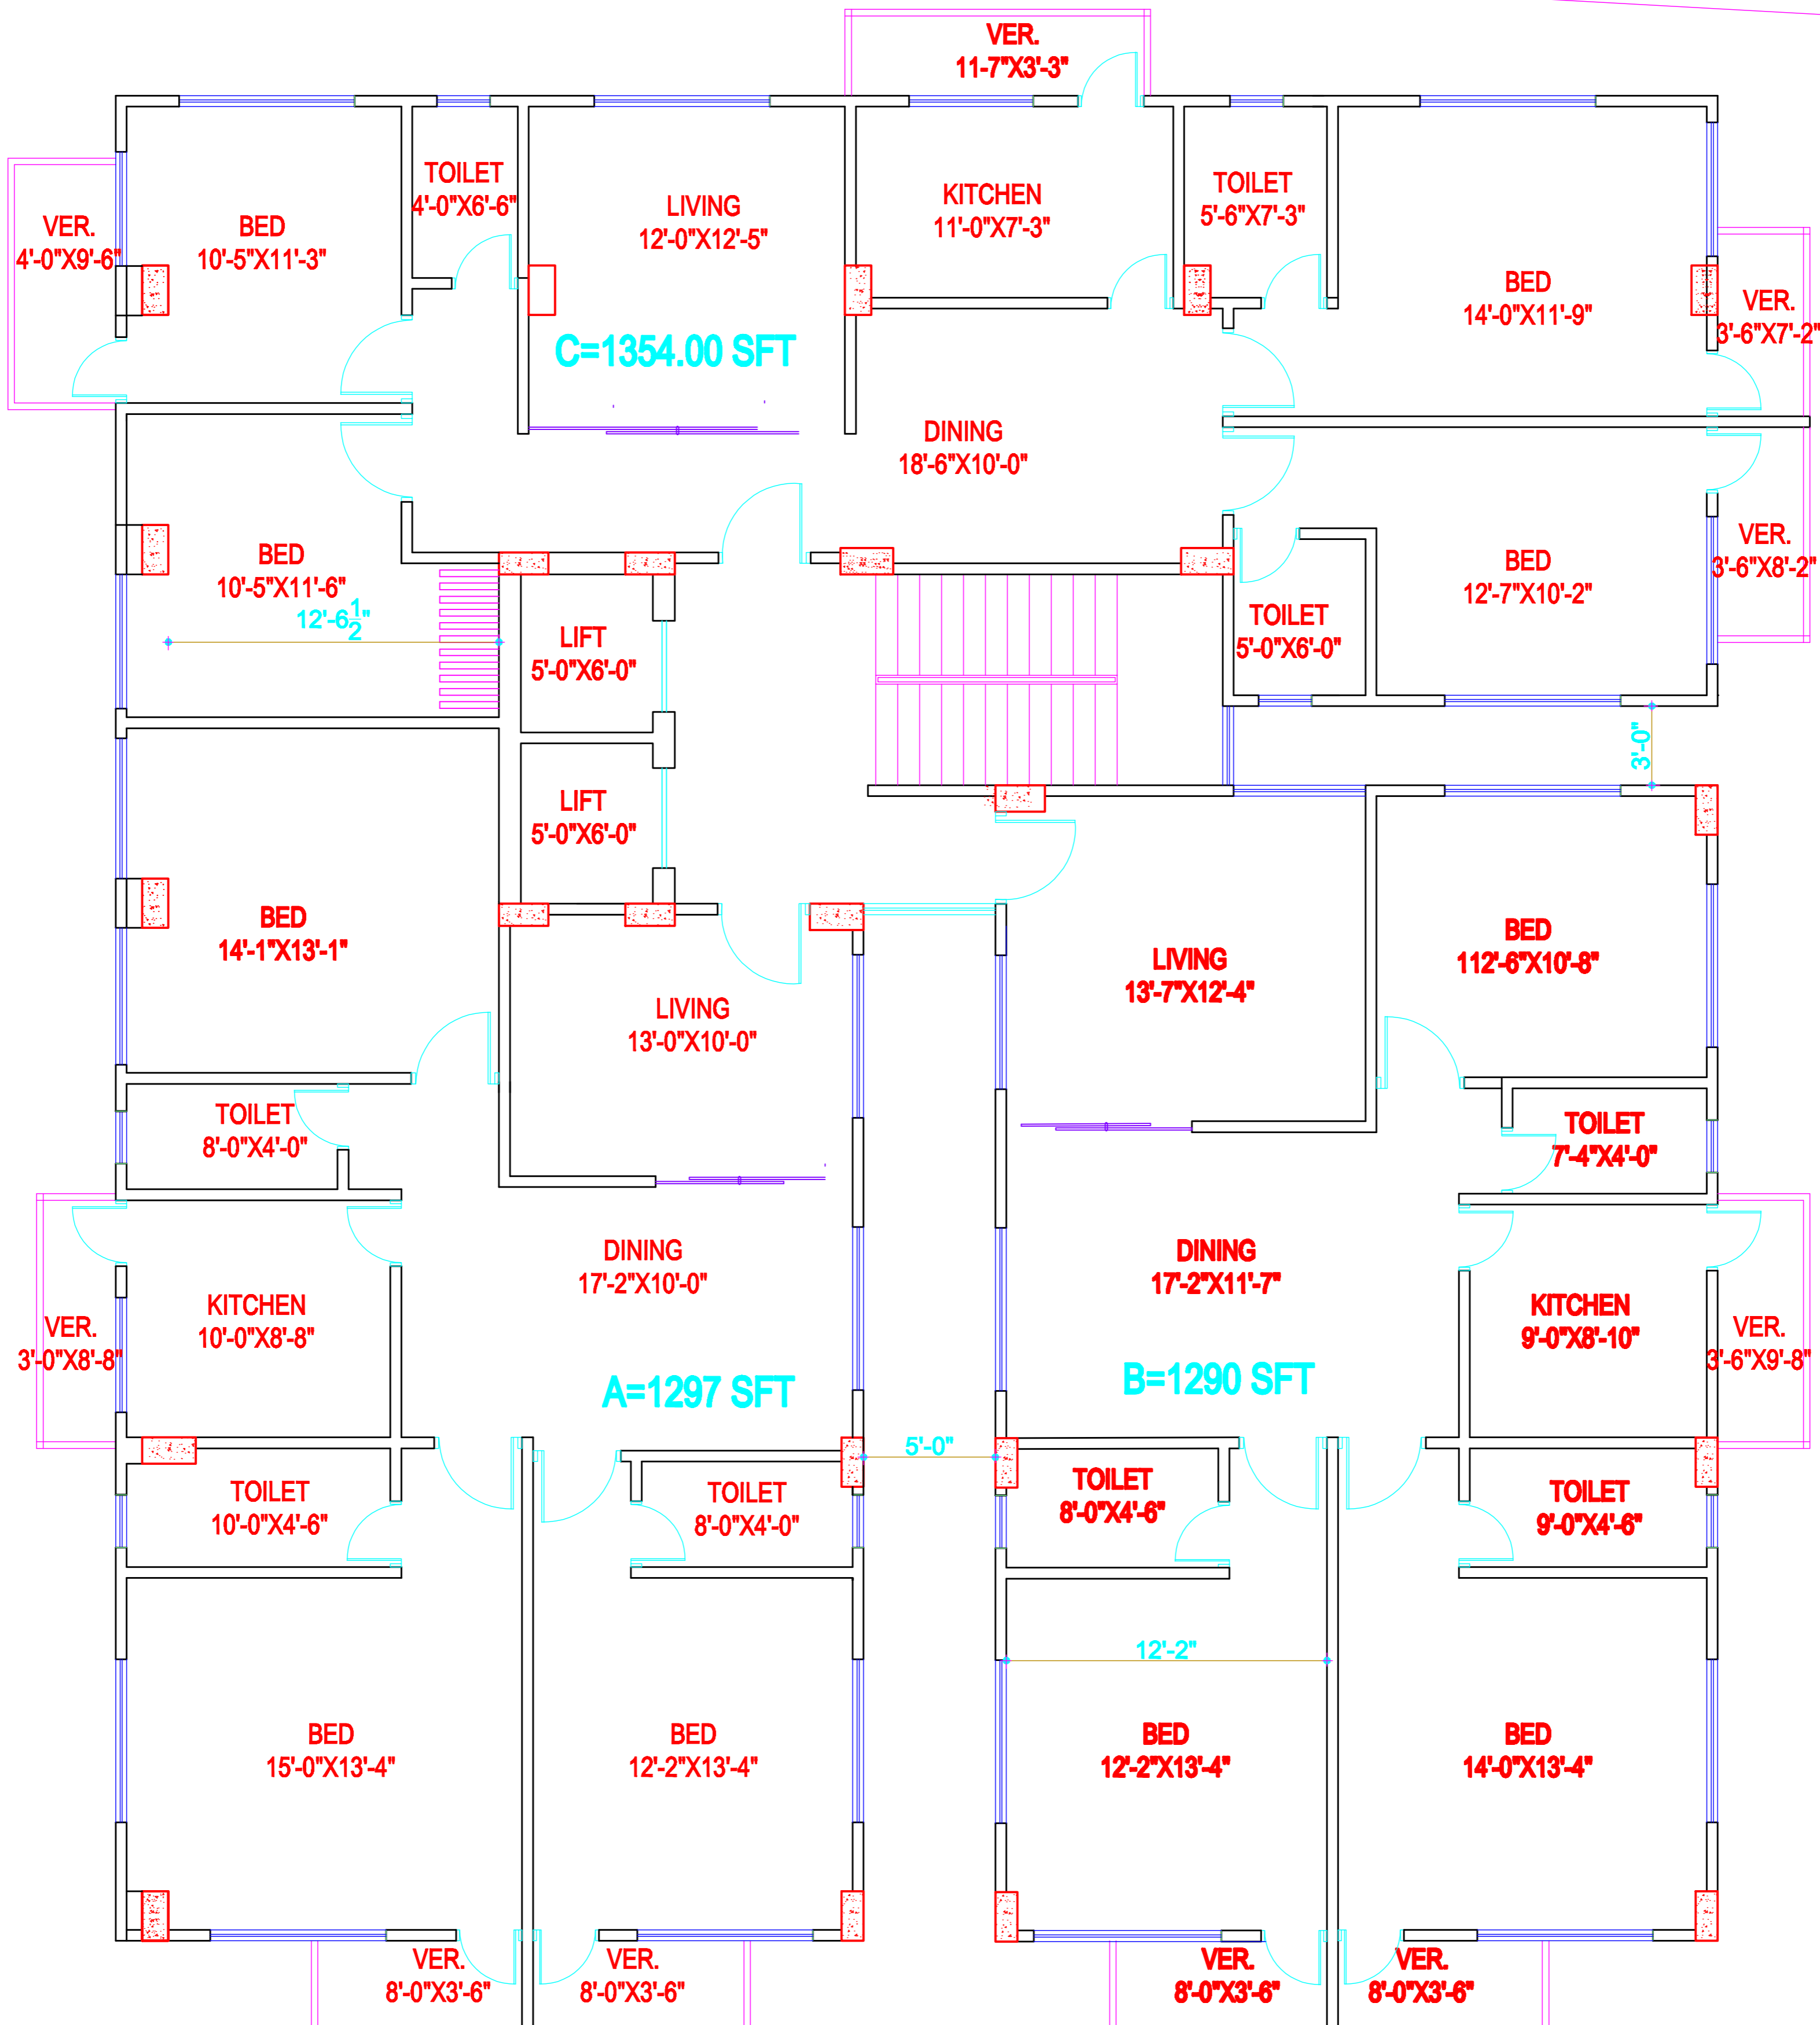 VER.
11-7"X3'-3"
TOILET
4'-0"X6'-6"
LIVING
12'-0"X12'-5"
KITCHEN
11'-0"X7'-3"
TOILET
5'-6"X7'-3"
VER.
4'-0"X9'-6"
BED
10'-5"X11'-3"
BED
14'-0"X11'-9"
VER.
3'-6"X7'-2"
C=1354.00 SFT
DINING
18'-6"X10'-0"
BED
10'-5"X11'-6"
12'-6 1/2"
LIFT
5'-0"X6'-0"
TOILET
5'-0"X6'-0"
BED
12'-7"X10'-2"
VER.
3'-6"X8'-2"
3'-0"
LIFT
5'-0"X6'-0"
BED
14'-1"X13'-1"
LIVING
13'-0"X10'-0"
LIVING
13'-7"X12'-4"
BED
112'-6"X10'-8"
TOILET
8'-0"X4'-0"
TOILET
7'-4"X4'-0"
DINING
17'-2"X10'-0"
DINING
17'-2"X11'-7"
VER.
3'-0"X8'-8"
KITCHEN
10'-0"X8'-8"
KITCHEN
9'-0"X8'-10"
VER.
3'-6"X9'-8"
A=1297 SFT
B=1290 SFT
5'-0"
TOILET
10'-0"X4'-6"
TOILET
8'-0"X4'-0"
TOILET
8'-0"X4'-6"
TOILET
9'-0"X4'-6"
12'-2"
BED
15'-0"X13'-4"
BED
12'-2"X13'-4"
BED
12'-2"X13'-4"
BED
14'-0"X13'-4"
VER.
8'-0"X3'-6"
VER.
8'-0"X3'-6"
VER.
8'-0"X3'-6"
VER.
8'-0"X3'-6"